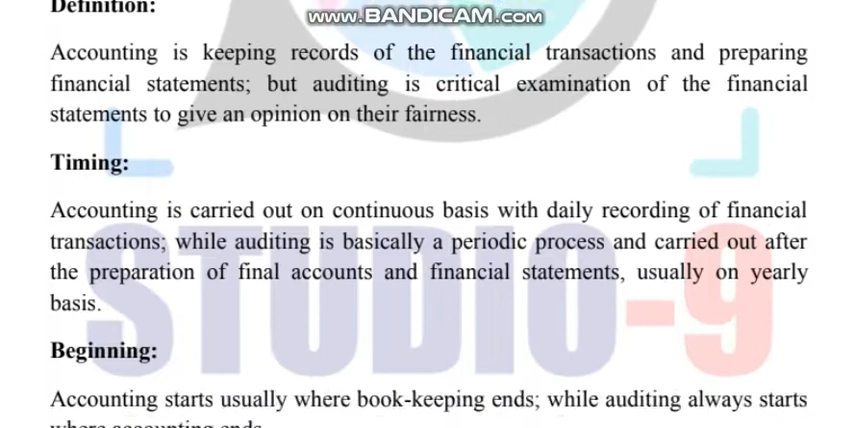 Definition:
www.BANDICAM.com
Accounting is keeping records of the financial transactions and preparing
financial statements; but auditing is critical examination of the financial
statements to give an opinion on their fairness.
Timing:
Accounting is carried out on continuous basis with daily recording of financial
transactions; while auditing is basically a periodic process and carried out after
the preparation of final accounts and financial statements, usually on yearly
basis.
STUDIO-9
Beginning:
Accounting starts usually where book-keeping ends; while auditing always starts
where accounting ends.